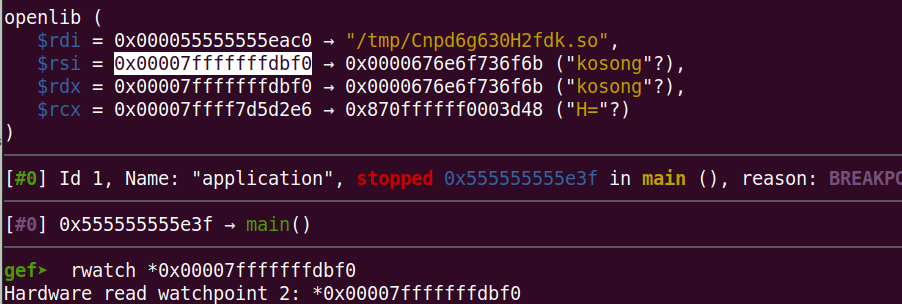 openlib (
$rdi = 0x000055555555eac0 → "/tmp/Cnpd6g630H2fdk.so",
$rsi = 0x00007fffffffdbf0 → 0x0000676e6f736f6b ("kosong"?),
$rdx = 0x00007fffffffdbf0 → 0x0000676e6f736f6b ("kosong"?),
$rcx = 0x00007ffff7d5d2e6 → 0x870ffffff0003d48 ("H="?)
)
[#0] Id 1, Name: "application", stopped 0x555555555e3f in main (), reason: BREAKPO
[#0] 0x555555555e3f → main()
gef➤  rwatch *0x00007fffffffdbf0
Hardware read watchpoint 2: *0x00007fffffffdbf0